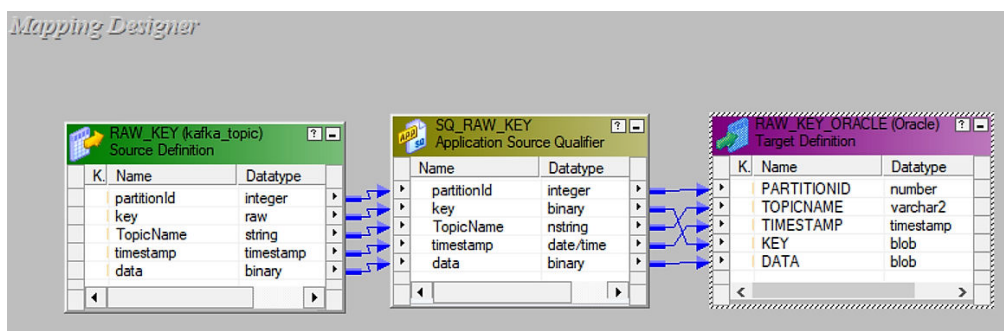 Mapping Designer
RAW_KEY (kafka_topic) ?
Source Definition
K. Name Datatype
partitionId integer
key raw
TopicName string
timestamp timestamp
data binary
SQ_RAW_KEY ?
Application Source Qualifier
Name Datatype
partitionId integer
key binary
TopicName nstring
timestamp date/time
data binary
RAW_KEY_ORACLE (Oracle) ?
Target Definition
K. Name Datatype
PARTITIONID number
TOPICNAME varchar2
TIMESTAMP timestamp
KEY blob
DATA blob